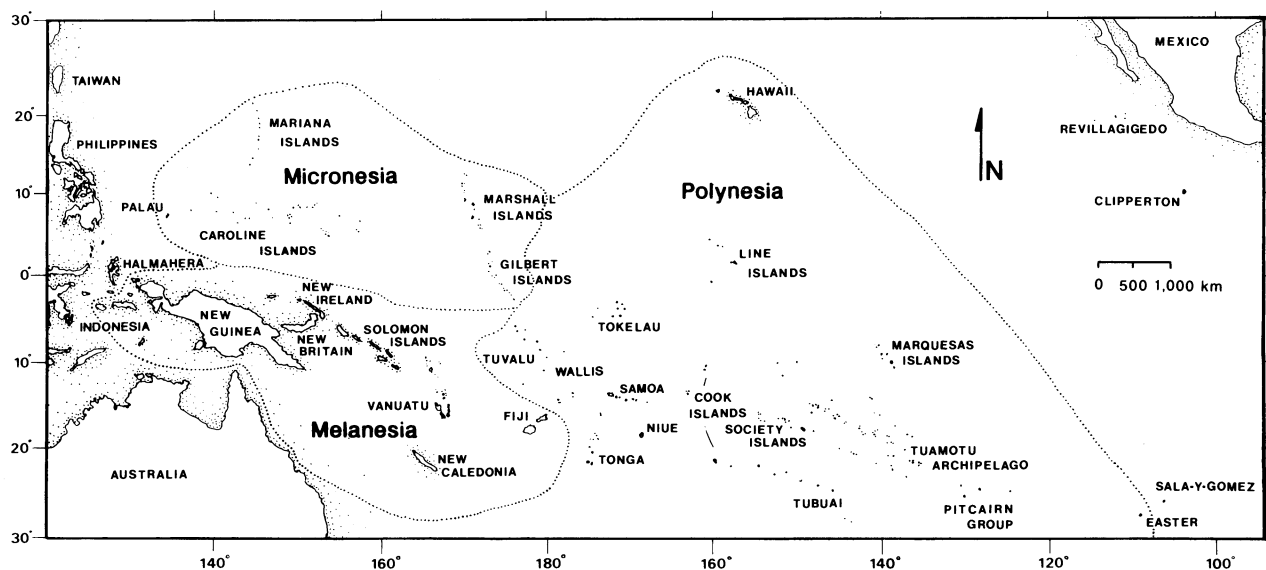 30°
20°
10°
0°
10°
20°
30°
TAIWAN
PHILIPPINES
MARIANA
ISLANDS
Micronesia
PALAU
CAROLINE
ISLANDS
MARSHALL
ISLANDS
GILBERT
ISLANDS
HALMAHERA
INDONESIA
NEW
GUINEA
NEW
IRELAND
NEW
BRITAIN
SOLOMON
ISLANDS
VANUATU
Melanesia
FIJI
NEW
CALEDONIA
AUSTRALIA
HAWAII
Polynesia
LINE
ISLANDS
TOKELAU
TUVALU
WALLIS
SAMOA
NIUE
TONGA
COOK
ISLANDS
SOCIETY
ISLANDS
MARQUESAS
ISLANDS
TUAMOTU
ARCHIPELAGO
TUBUAI
PITCAIRN
GROUP
SALA-Y-GOMEZ
EASTER
MEXICO
REVILLAGIGEDO
N
CLIPPERTON
0 500 1,000 km
140° 160° 180° 160° 140° 120° 100°